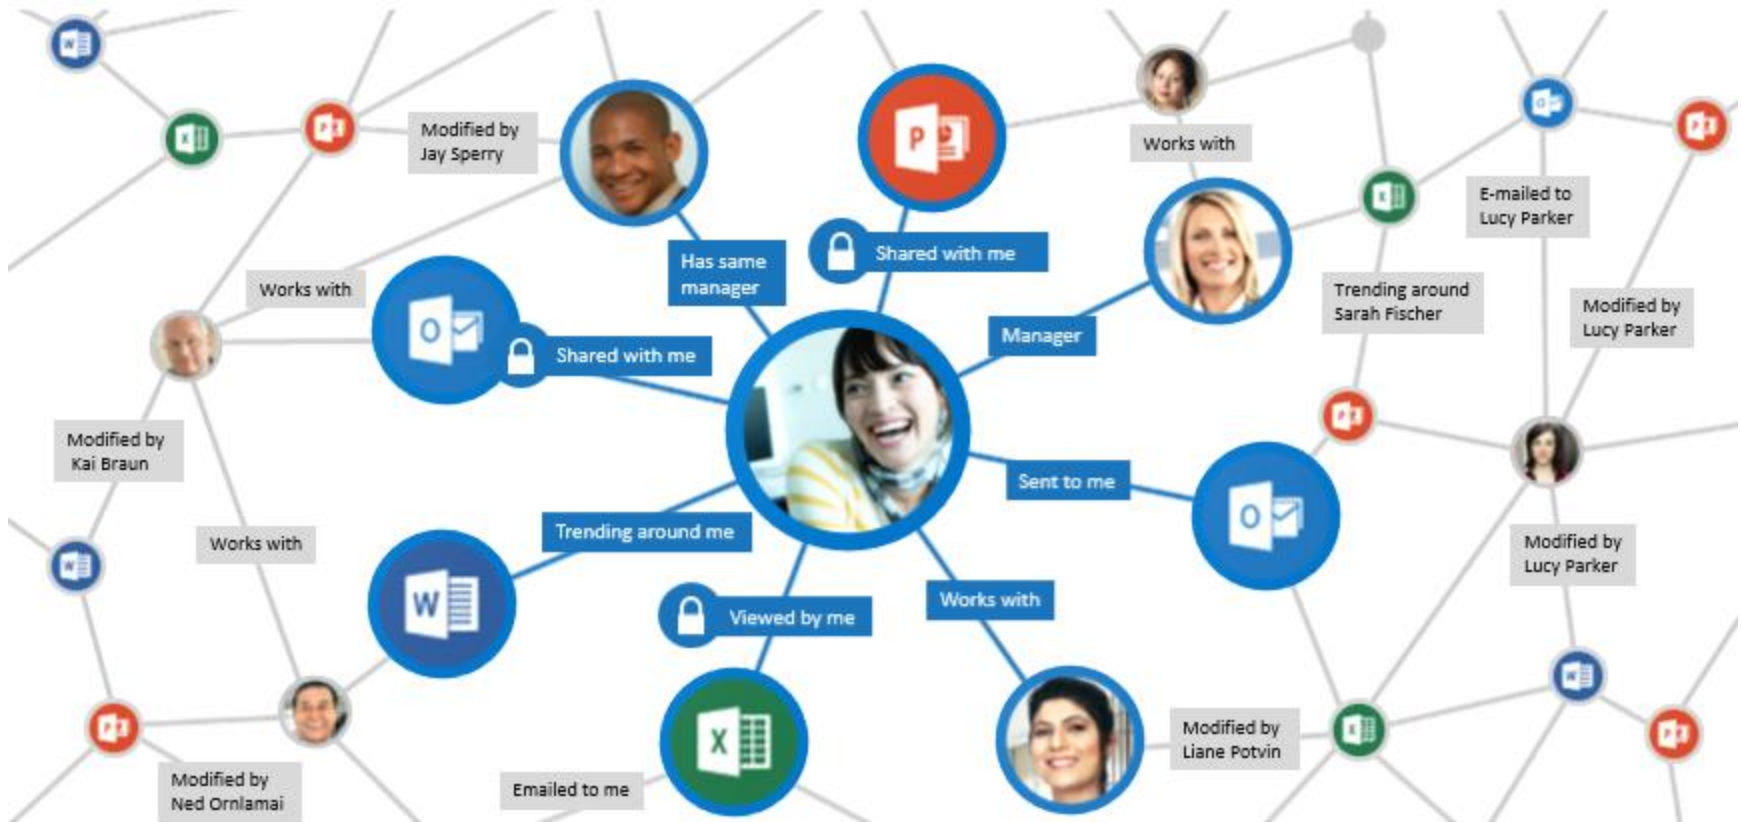 Modified by
Jay Sperry
Works with
Has same
manager
Shared with me
Works with
E-mailed to
Lucy Parker
Trending around
Sarah Fischer
Modified by
Lucy Parker
Manager
Shared with me
Modified by
Kai Braun
Works with
Trending around me
Sent to me
Modified by
Lucy Parker
Viewed by me
Works with
Modified by
Liane Potvin
Modified by
Ned Ornlamai
Emailed to me
W
X
P
O
P
X
O
P
X
W
W
P
X
P
O
X
W
P